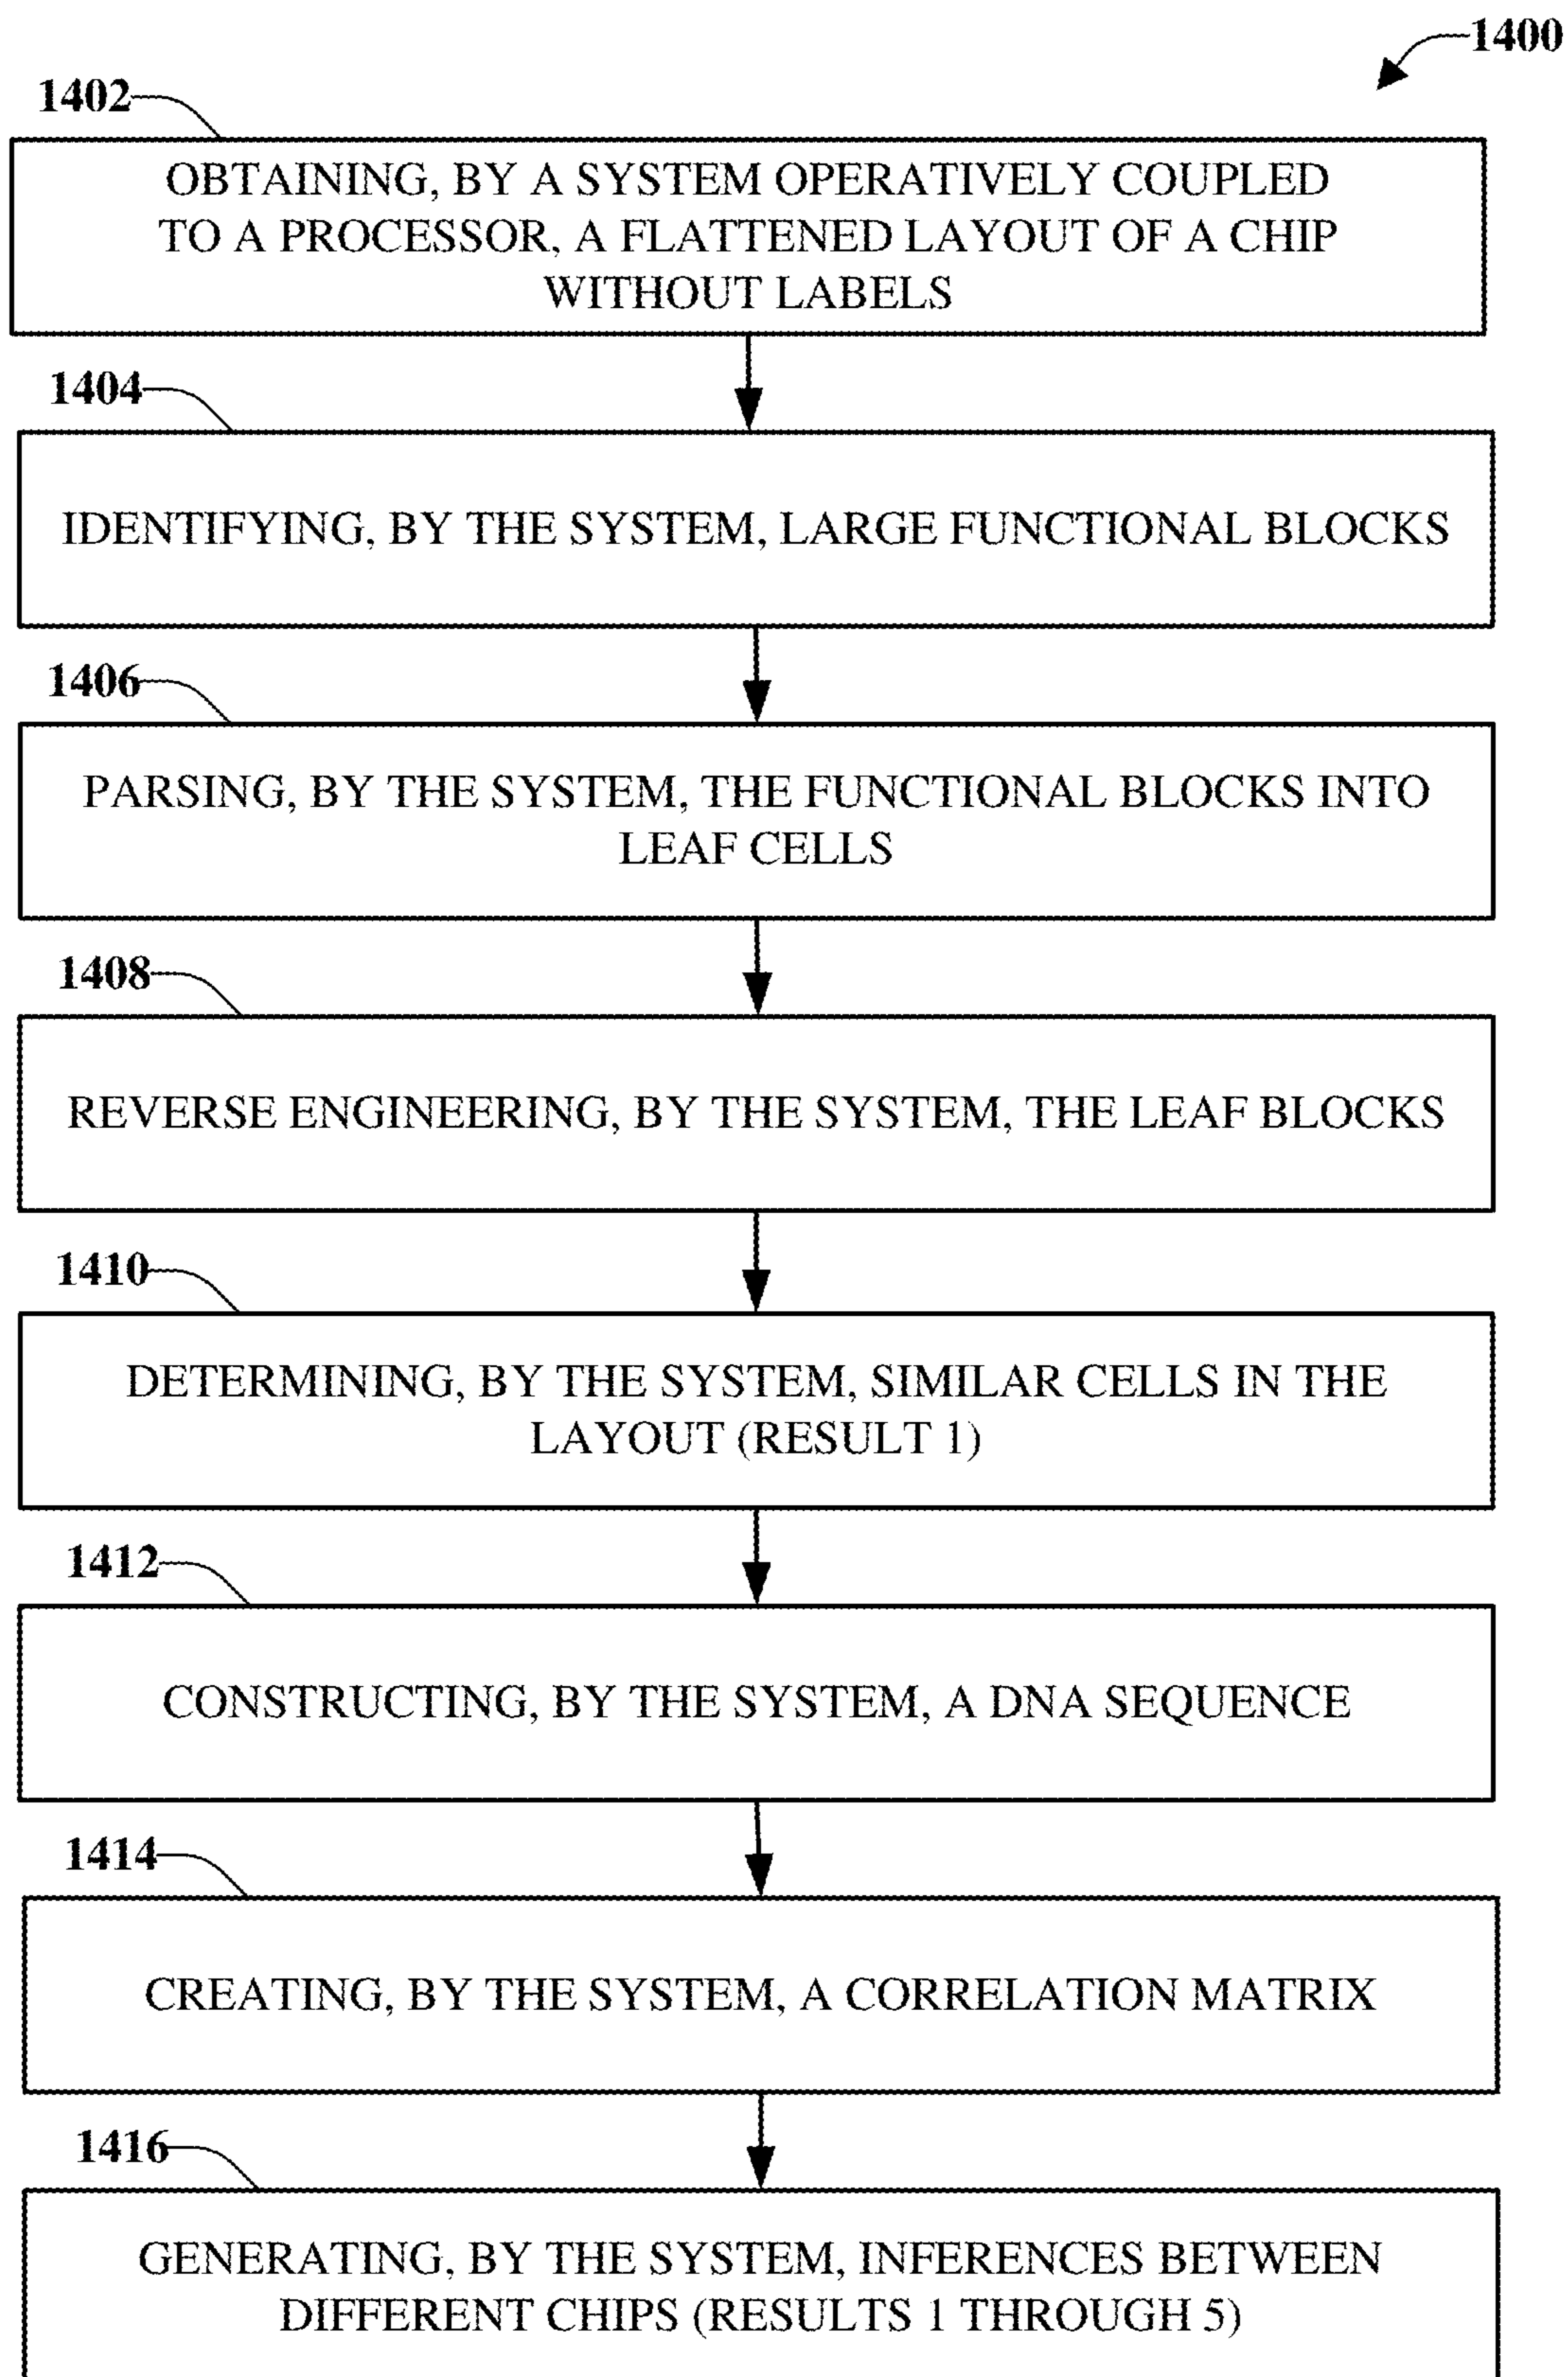 1400
1402
OBTAINING, BY A SYSTEM OPERATIVELY COUPLED
TO A PROCESSOR, A FLATTENED LAYOUT OF A CHIP
WITHOUT LABELS
1404
IDENTIFYING, BY THE SYSTEM, LARGE FUNCTIONAL BLOCKS
1406
PARSING, BY THE SYSTEM, THE FUNCTIONAL BLOCKS INTO
LEAF CELLS
1408
REVERSE ENGINEERING, BY THE SYSTEM, THE LEAF BLOCKS
1410
DETERMINING, BY THE SYSTEM, SIMILAR CELLS IN THE
LAYOUT (RESULT 1)
1412
CONSTRUCTING, BY THE SYSTEM, A DNA SEQUENCE
1414
CREATING, BY THE SYSTEM, A CORRELATION MATRIX
1416
GENERATING, BY THE SYSTEM, INFERENCES BETWEEN
DIFFERENT CHIPS (RESULTS 1 THROUGH 5)